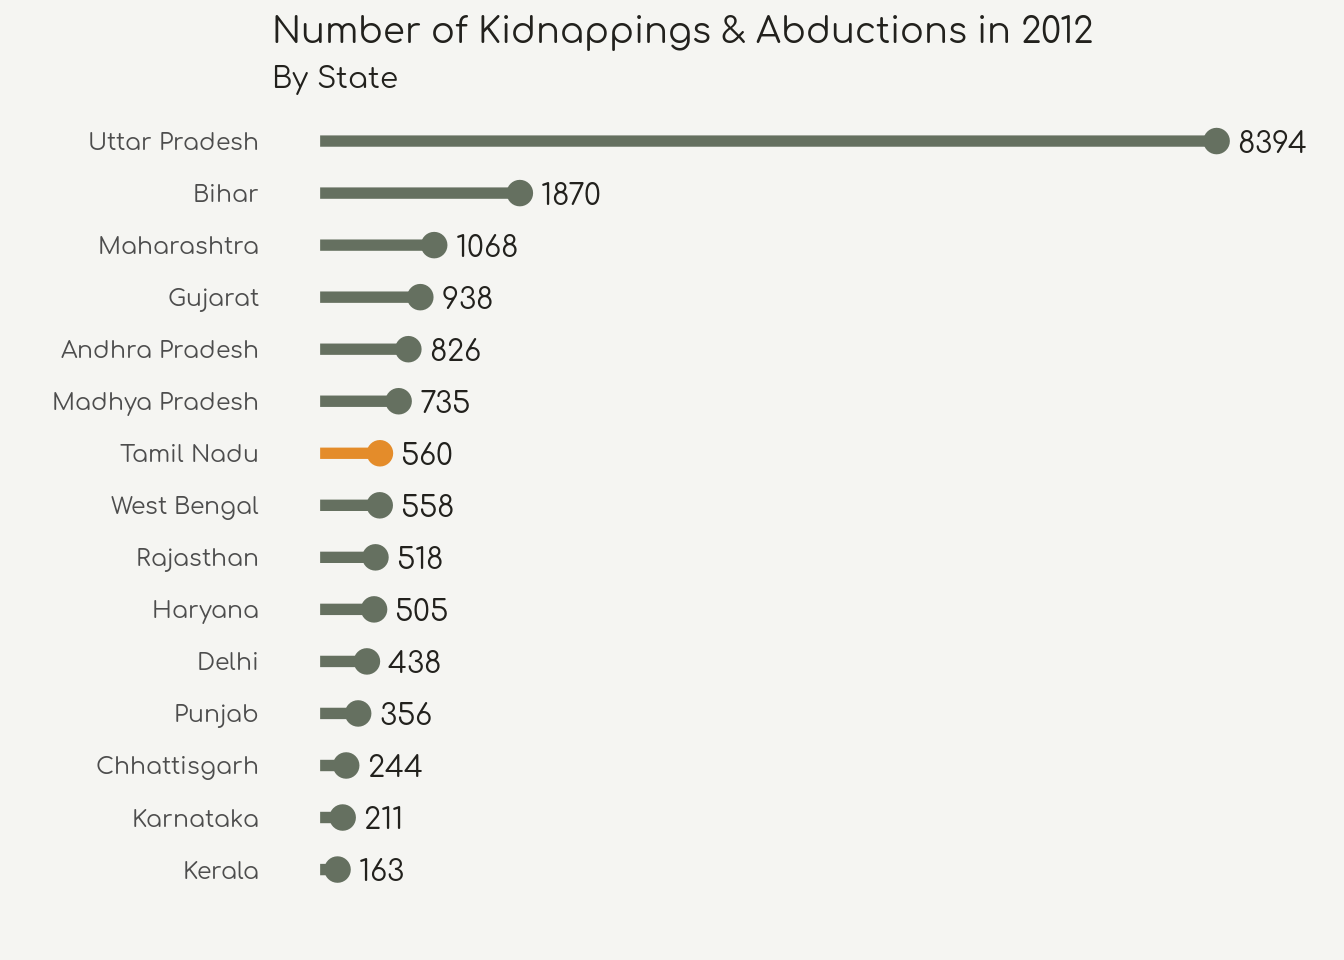 Number of Kidnappings & Abductions in 2012
By State
Uttar Pradesh 8394
Bihar 1870
Maharashtra 1068
Gujarat 938
Andhra Pradesh 826
Madhya Pradesh 735
Tamil Nadu 560
West Bengal 558
Rajasthan 518
Haryana 505
Delhi 438
Punjab 356
Chhattisgarh 244
Karnataka 211
Kerala 163